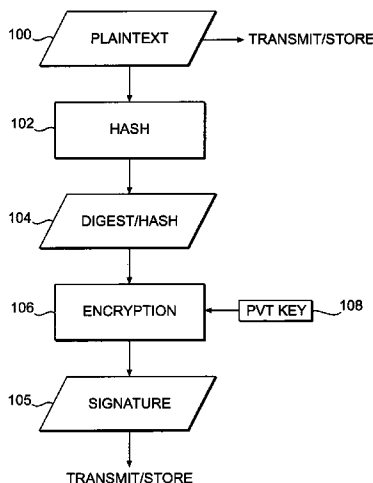 100
PLAINTEXT
TRANSMIT/STORE
102
HASH
104
DIGEST/HASH
106
ENCRYPTION
PVT KEY
108
105
SIGNATURE
TRANSMIT/STORE